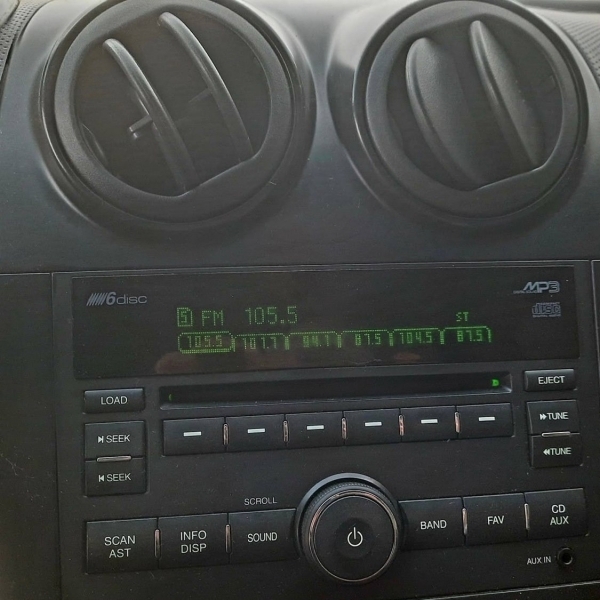 6disc
MP3
5 FM 105.5
ST
105.5 101.1 94.1 87.5 104.5 87.5
LOAD
EJECT
SEEK
TUNE
SEEK
TUNE
SCROLL
SCAN
AST
INFO
DISP
SOUND
BAND
FAV
CD
AUX
AUX IN